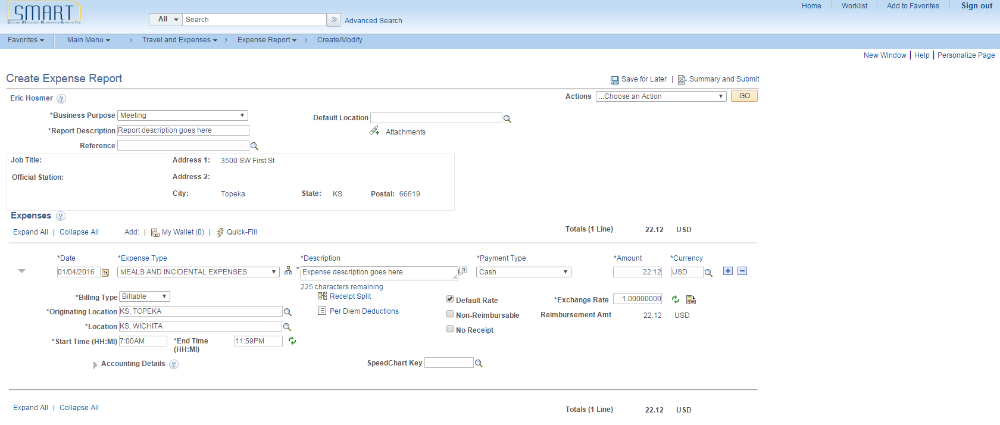 Home Worklist Add to Favorites Sign out
SMART
All Search Advanced Search
Favorites Main Menu Travel and Expenses Expense Report Create/Modify
New Window | Help | Personalize Page
Create Expense Report
Save for Later | Summary and Submit
Eric Hosmer ? Actions ...Choose an Action GO
*Business Purpose Meeting Default Location
*Report Description Report description goes here Attachments
Reference
Job Title: Address 1: 3500 SW First St
Official Station: Address 2:
City: Topeka State: KS Postal: 66619
Expenses ?
Expand All | Collapse All Add: | My Wallet (0) | Quick-Fill Totals (1 Line) 22.12 USD
*Date *Expense Type *Description *Payment Type *Amount *Currency
01/04/2016 31 MEALS AND INCIDENTAL EXPENSES * Expense description goes here Cash 22.12 USD
225 characters remaining
*Billing Type Billable Receipt Split Default Rate *Exchange Rate 1.00000000
*Originating Location KS, TOPEKA Per Diem Deductions Non-Reimbursable Reimbursement Amt 22.12 USD
*Location KS, WICHITA No Receipt
*Start Time (HH:MI) 7:00AM *End Time (HH:MI) 11:59PM
Accounting Details ? SpeedChart Key
Expand All | Collapse All Totals (1 Line) 22.12 USD